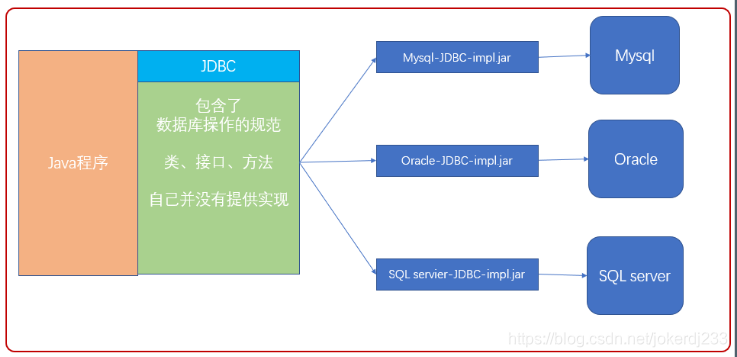 Java程序
JDBC
包含了
数据库操作的规范
类、接口、方法
自己并没有提供实现
Mysql-JDBC-impl.jar
Mysql
Oracle-JDBC-impl.jar
Oracle
SQL servier-JDBC-impl.jar
SQL server
https://blog.csdn.net/jokerdj233